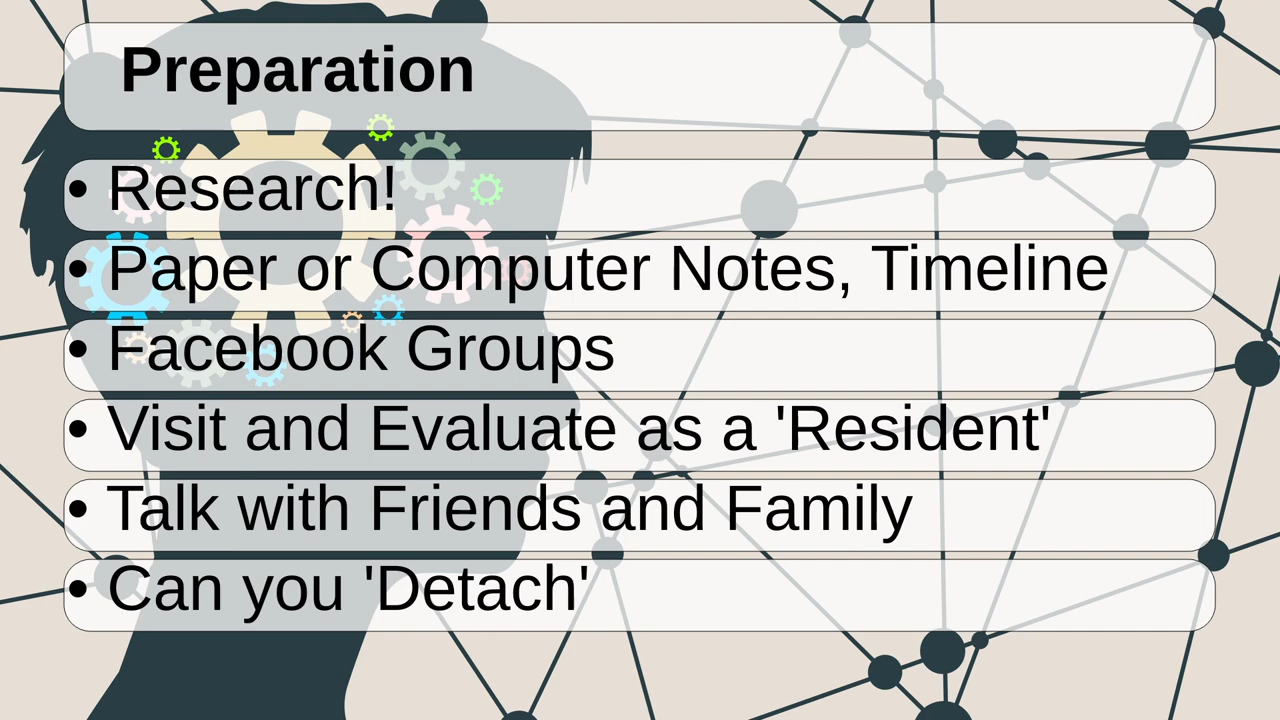 Preparation
• Research!
• Paper or Computer Notes, Timeline
• Facebook Groups
• Visit and Evaluate as a 'Resident'
• Talk with Friends and Family
• Can you 'Detach'